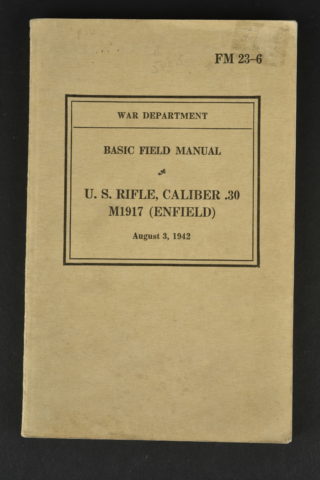 FM 23-6
WAR DEPARTMENT
BASIC FIELD MANUAL
U. S. RIFLE, CALIBER .30
M1917 (ENFIELD)
August 3, 1942